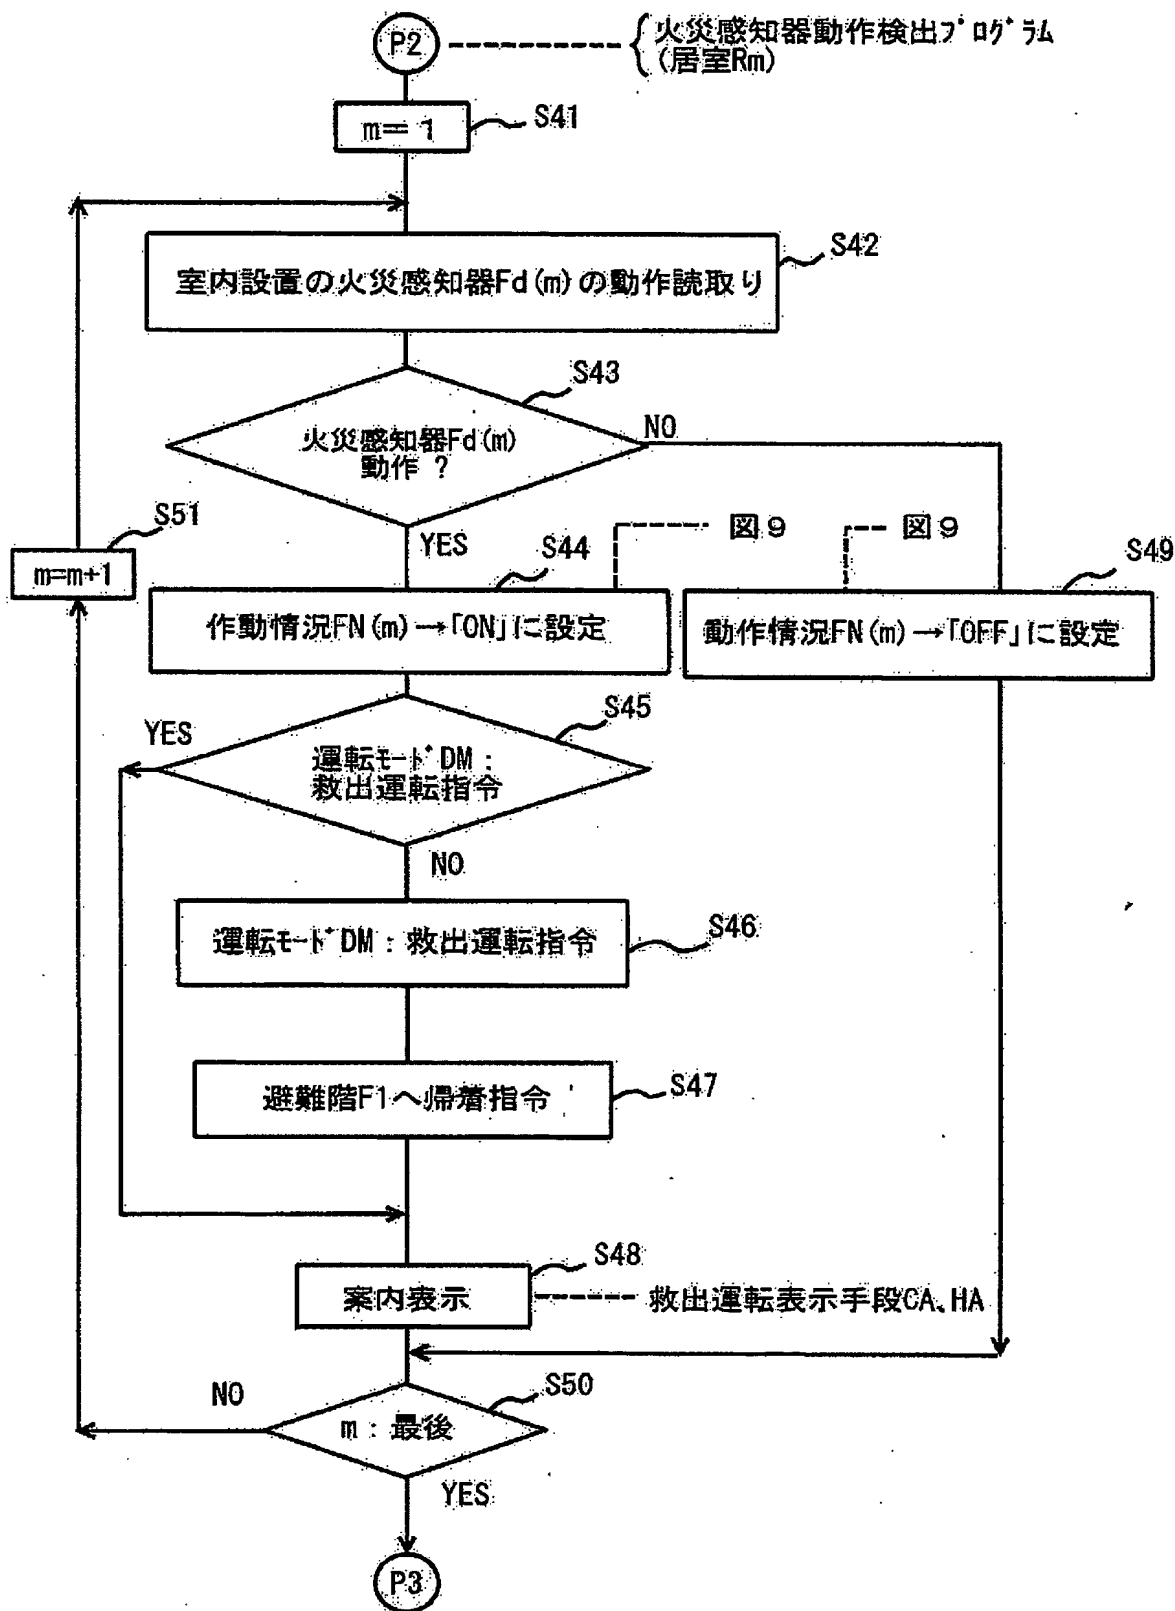 P2
火災感知器動作検出ﾌﾟﾛｸﾞﾗﾑ
(居室Rm)
m＝1
S41
S42
室内設置の火災感知器Fd(m)の動作読取り
S43
火災感知器Fd(m)
動作？
NO
YES
S51
m=m+1
S44
図９
図９
S49
作動情況FN(m)→「ON」に設定
動作情況FN(m)→「OFF」に設定
S45
YES
運転ﾓｰﾄﾞDM：
救出運転指令
NO
S46
運転ﾓｰﾄﾞDM：救出運転指令
S47
避難階F1へ帰着指令
S48
案内表示
救出運転表示手段CA、HA
NO
S50
m：最後
YES
P3